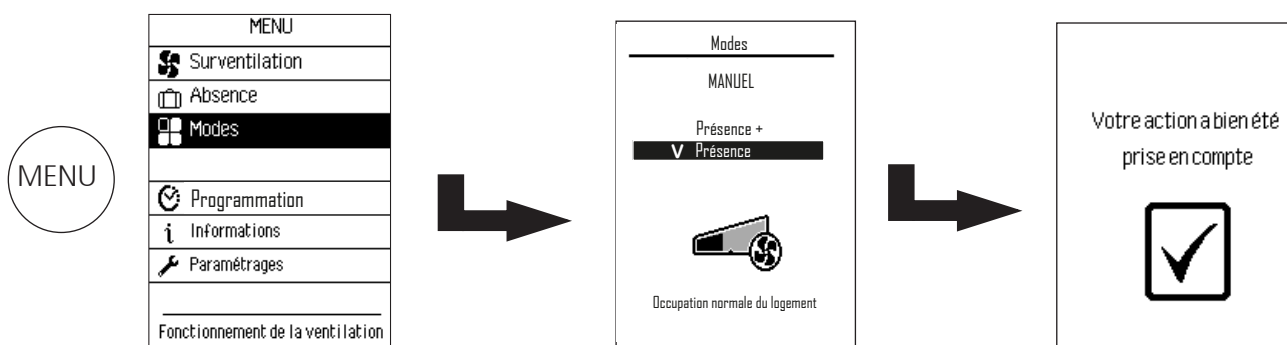 MENU
MENU
Surventilation
Absence
Modes
Programmation
i Informations
Paramétrages
Fonctionnement de la ventilation
Modes
MANUEL
Présence +
V Présence
Occupation normale du logement
Votre action a bien été
prise en compte